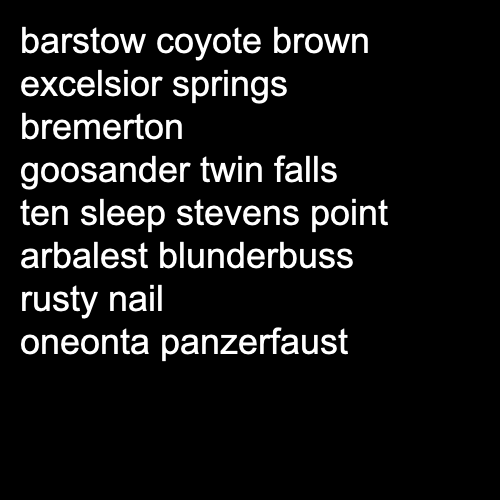 barstow coyote brown
excelsior springs
bremerton
goosander twin falls
ten sleep stevens point
arbalest blunderbuss
rusty nail
oneonta panzerfaust